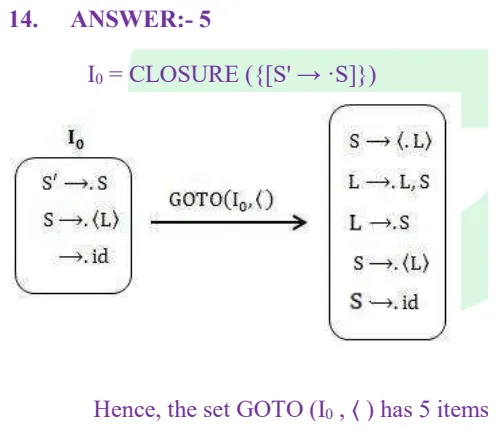 14. ANSWER:- 5
I₀ = CLOSURE ({[S' → ·S]})
I₀
S′ →. S
S →. ⟨L⟩
→. id
GOTO(I₀,⟨)
S → ⟨. L⟩
L →. L, S
L →. S
S →. ⟨L⟩
S →. id
Hence, the set GOTO (I₀ , ⟨ ) has 5 items